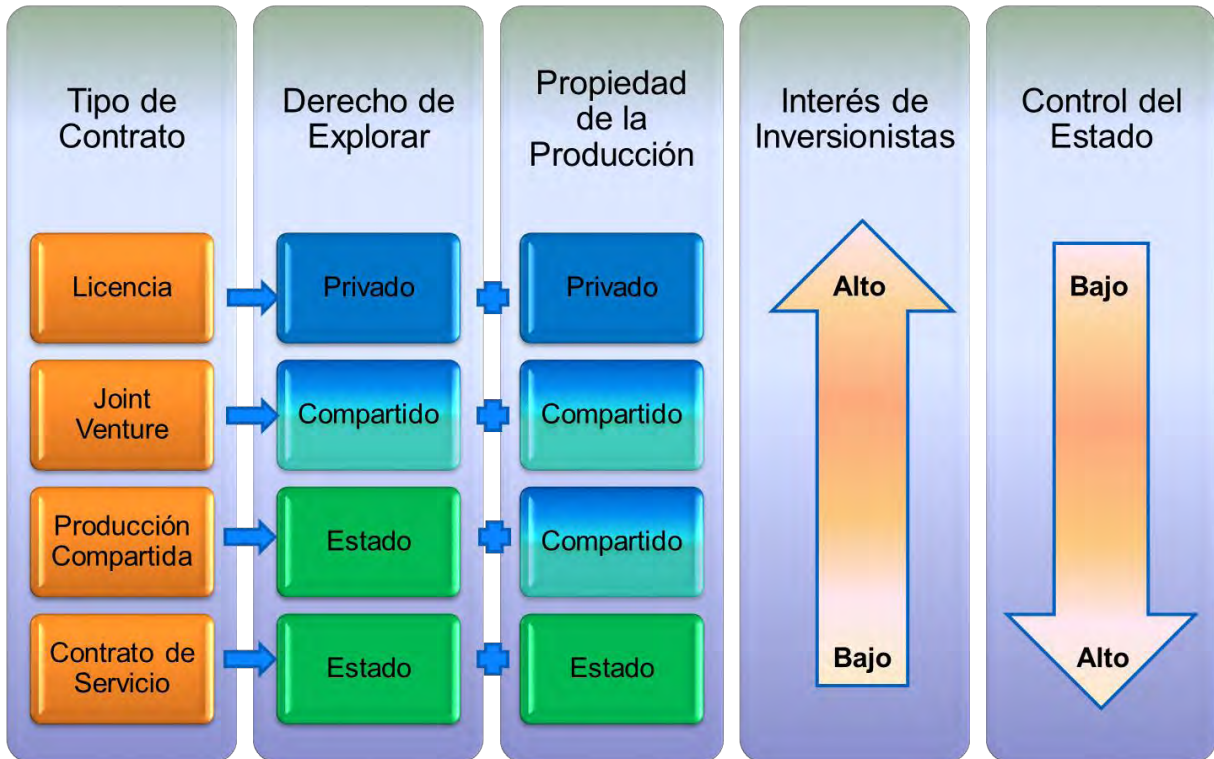 Tipo de
Contrato
Derecho de
Explorar
Propiedad
de la
Producción
Interés de
Inversionistas
Control del
Estado
Licencia
Privado
Privado
Alto
Bajo
Joint
Venture
Compartido
Compartido
Producción
Compartida
Estado
Compartido
Contrato de
Servicio
Estado
Estado
Bajo
Alto